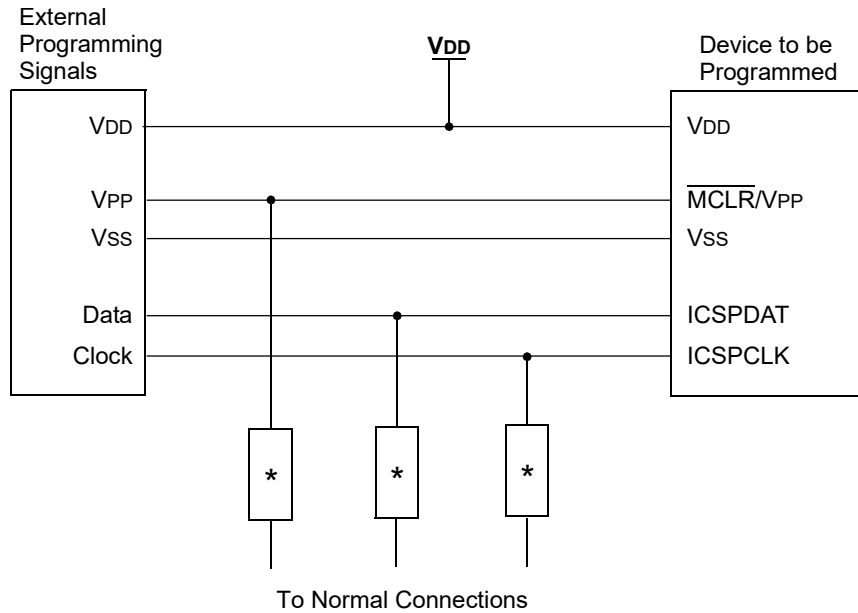 External
Programming
Signals
VDD
Device to be
Programmed
VDD
VDD
VPP
MCLR/VPP
VSS
VSS
Data
ICSPDAT
Clock
ICSPCLK
*
*
*
To Normal Connections